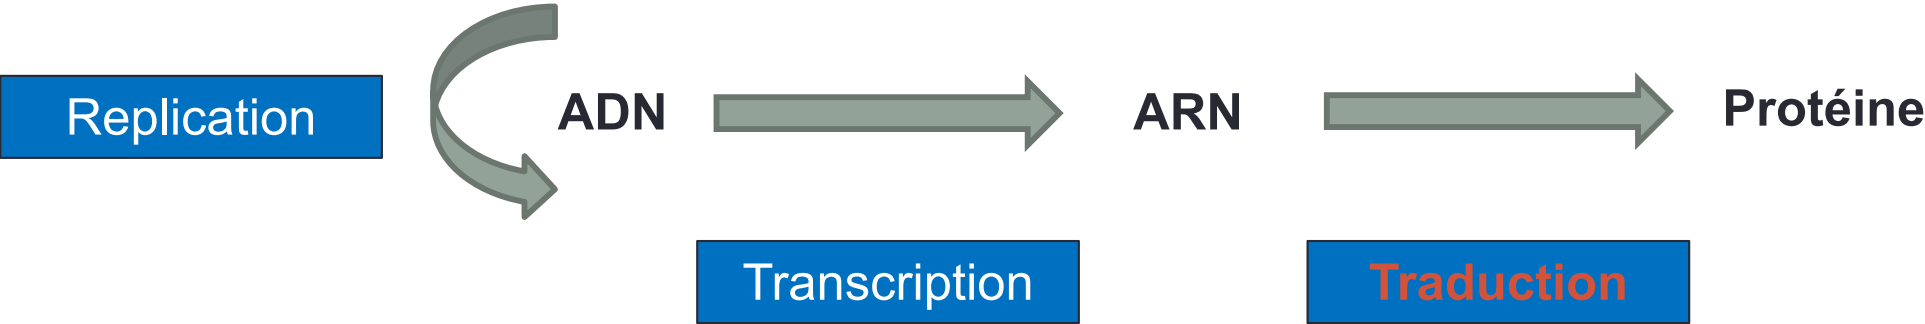 Replication
ADN
ARN
Protéine
Transcription
Traduction